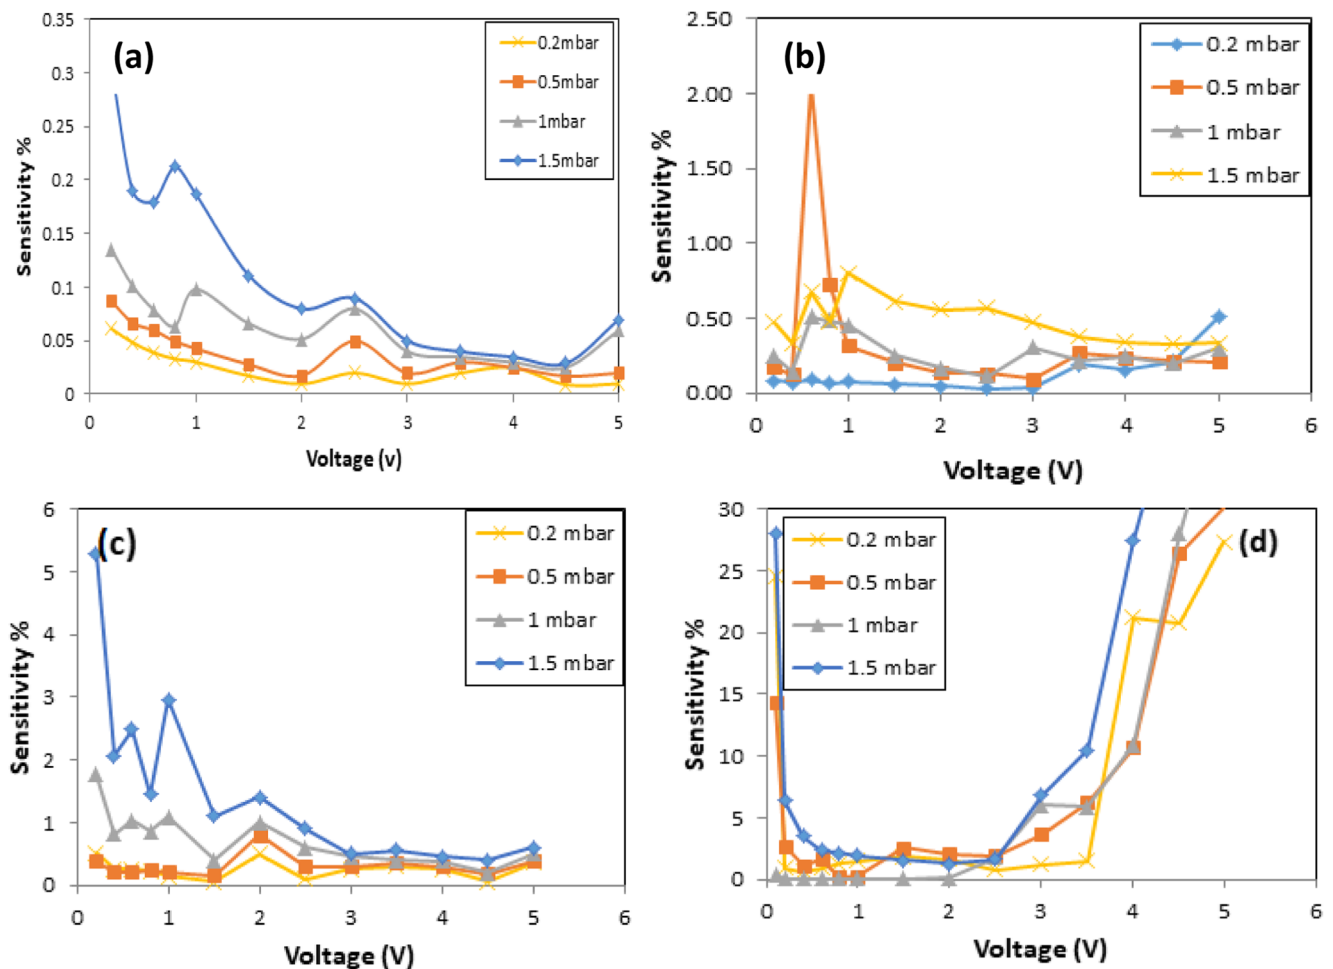 (a)
0.35
0.3
0.25
0.2
0.15
0.1
0.05
0
Sensitivity %
0.2mbar
0.5mbar
1mbar
1.5mbar
0 1 2 3 4 5
Voltage (v)
(b)
2.50
2.00
1.50
1.00
0.50
0.00
Sensitivity %
0.2 mbar
0.5 mbar
1 mbar
1.5 mbar
0 1 2 3 4 5 6
Voltage (V)
(c)
6
5
4
3
2
1
0
Sensitivity %
0.2 mbar
0.5 mbar
1 mbar
1.5 mbar
0 1 2 3 4 5 6
Voltage (V)
(d)
30
25
20
15
10
5
0
Sensitivity %
0.2 mbar
0.5 mbar
1 mbar
1.5 mbar
0 1 2 3 4 5 6
Voltage (V)